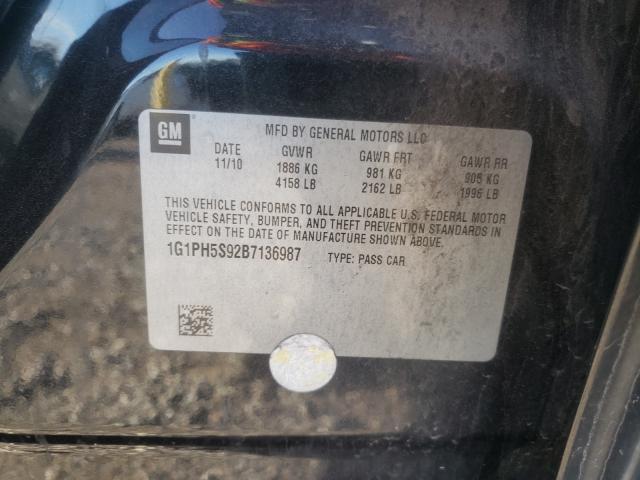 GM
MFD BY GENERAL MOTORS LLC
DATE GVWR GAWR FRT GAWR RR
11/10 1886 KG 981 KG 905 KG
4158 LB 2162 LB 1996 LB
THIS VEHICLE CONFORMS TO ALL APPLICABLE U.S. FEDERAL MOTOR
VEHICLE SAFETY, BUMPER, AND THEFT PREVENTION STANDARDS IN
EFFECT ON THE DATE OF MANUFACTURE SHOWN ABOVE.
1G1PH5S92B7136987 TYPE: PASS CAR